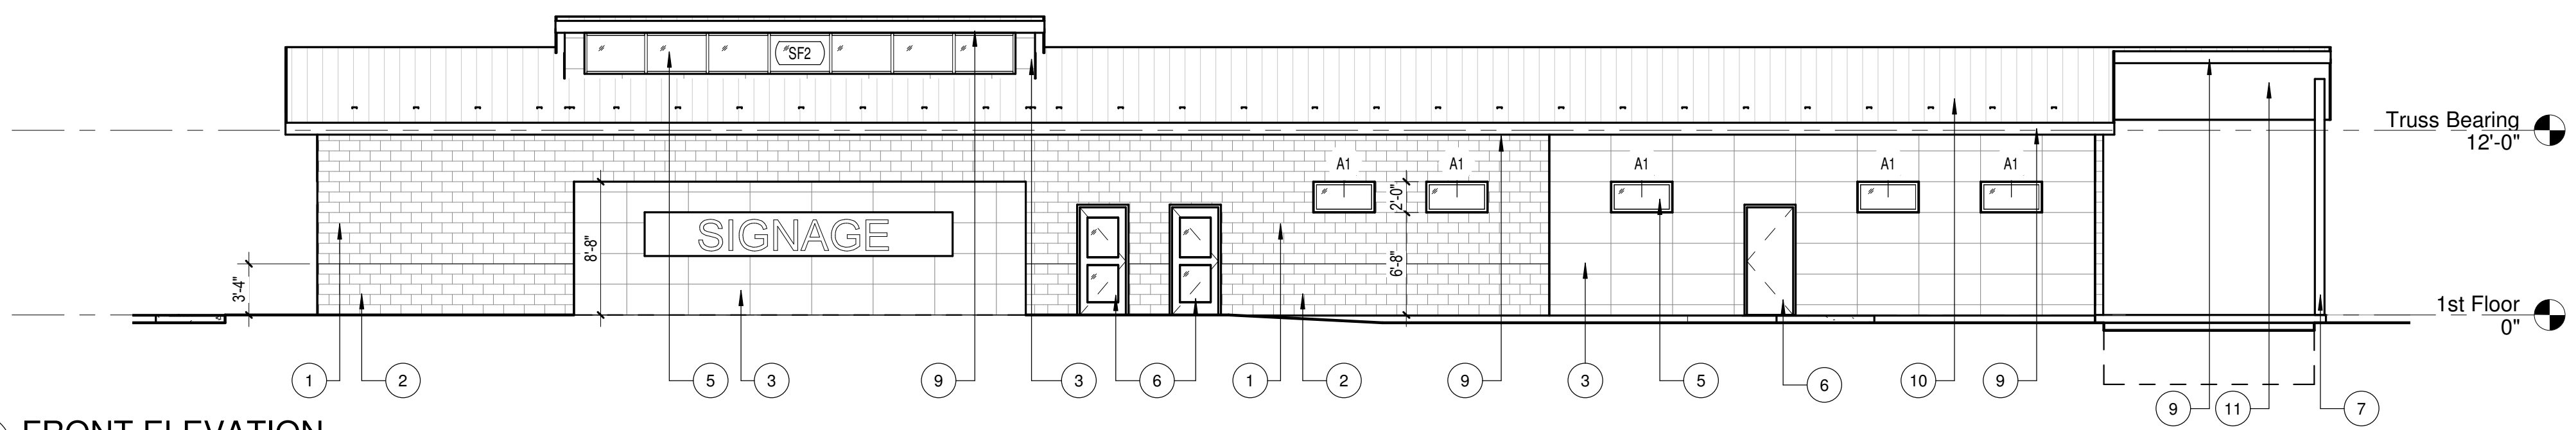 SF2
Truss Bearing
12'-0"
A1
A1
A1
A1
A1
2'-0"
SIGNAGE
8'-8"
6'-8"
3'-4"
1st Floor
0"
1
2
5
3
9
3
6
1
2
9
3
5
6
10
9
9
11
7
FRONT ELEVATION